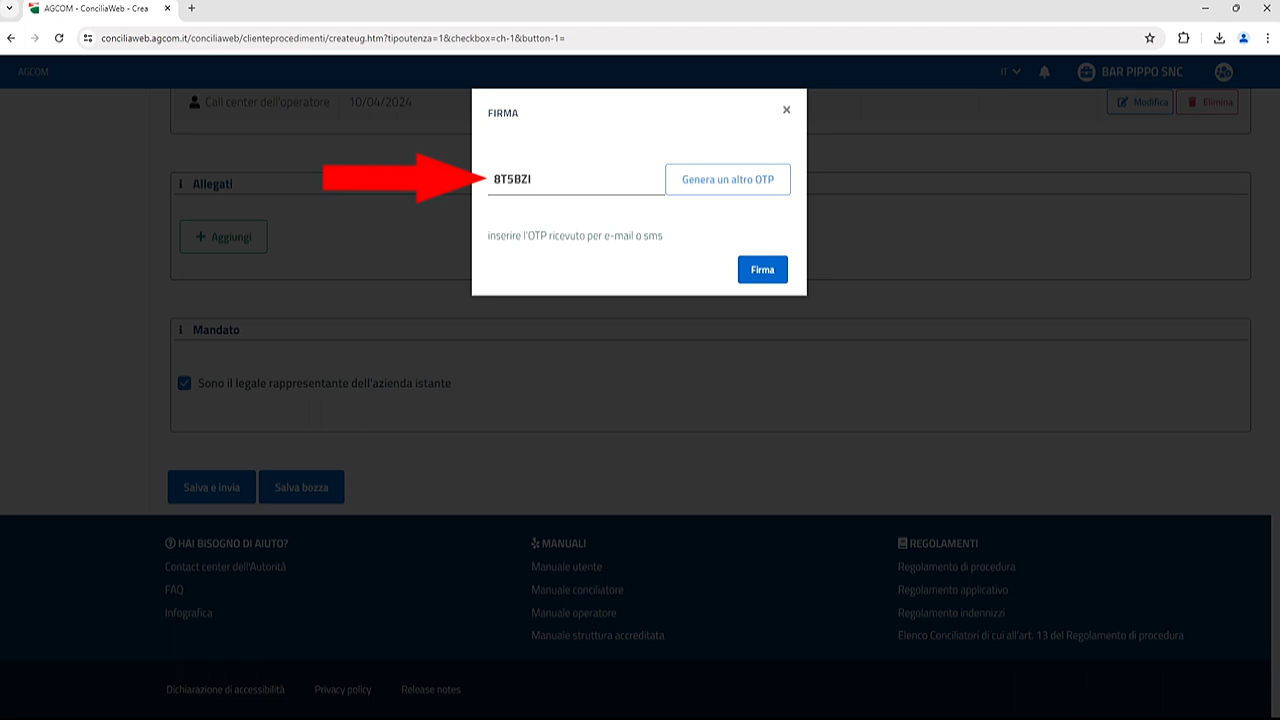 AGCOM - ConciliaWeb - Crea
conciliaweb.agcom.it/conciliaweb/clienteprocedimenti/createug.htm?tipoutenza=1&checkbox=ch-1&button-1=
AGCOM
IT
BAR PIPPO SNC
Call center dell'operatore
10/04/2024
Modifica
Elimina
FIRMA
×
8T5BZI
Genera un altro OTP
inserire l'OTP ricevuto per e-mail o sms
Firma
Allegati
+ Aggiungi
Mandato
Sono il legale rappresentante dell'azienda istante
Salva e invia
Salva bozza
HAI BISOGNO DI AIUTO?
Contact center dell'Autorità
FAQ
Infografica
MANUALI
Manuale utente
Manuale conciliatore
Manuale operatore
Manuale struttura accreditata
REGOLAMENTI
Regolamento di procedura
Regolamento applicativo
Regolamento indennizzi
Elenco Conciliatori di cui all'art. 13 del Regolamento di procedura
Dichiarazione di accessibilità
Privacy policy
Release notes